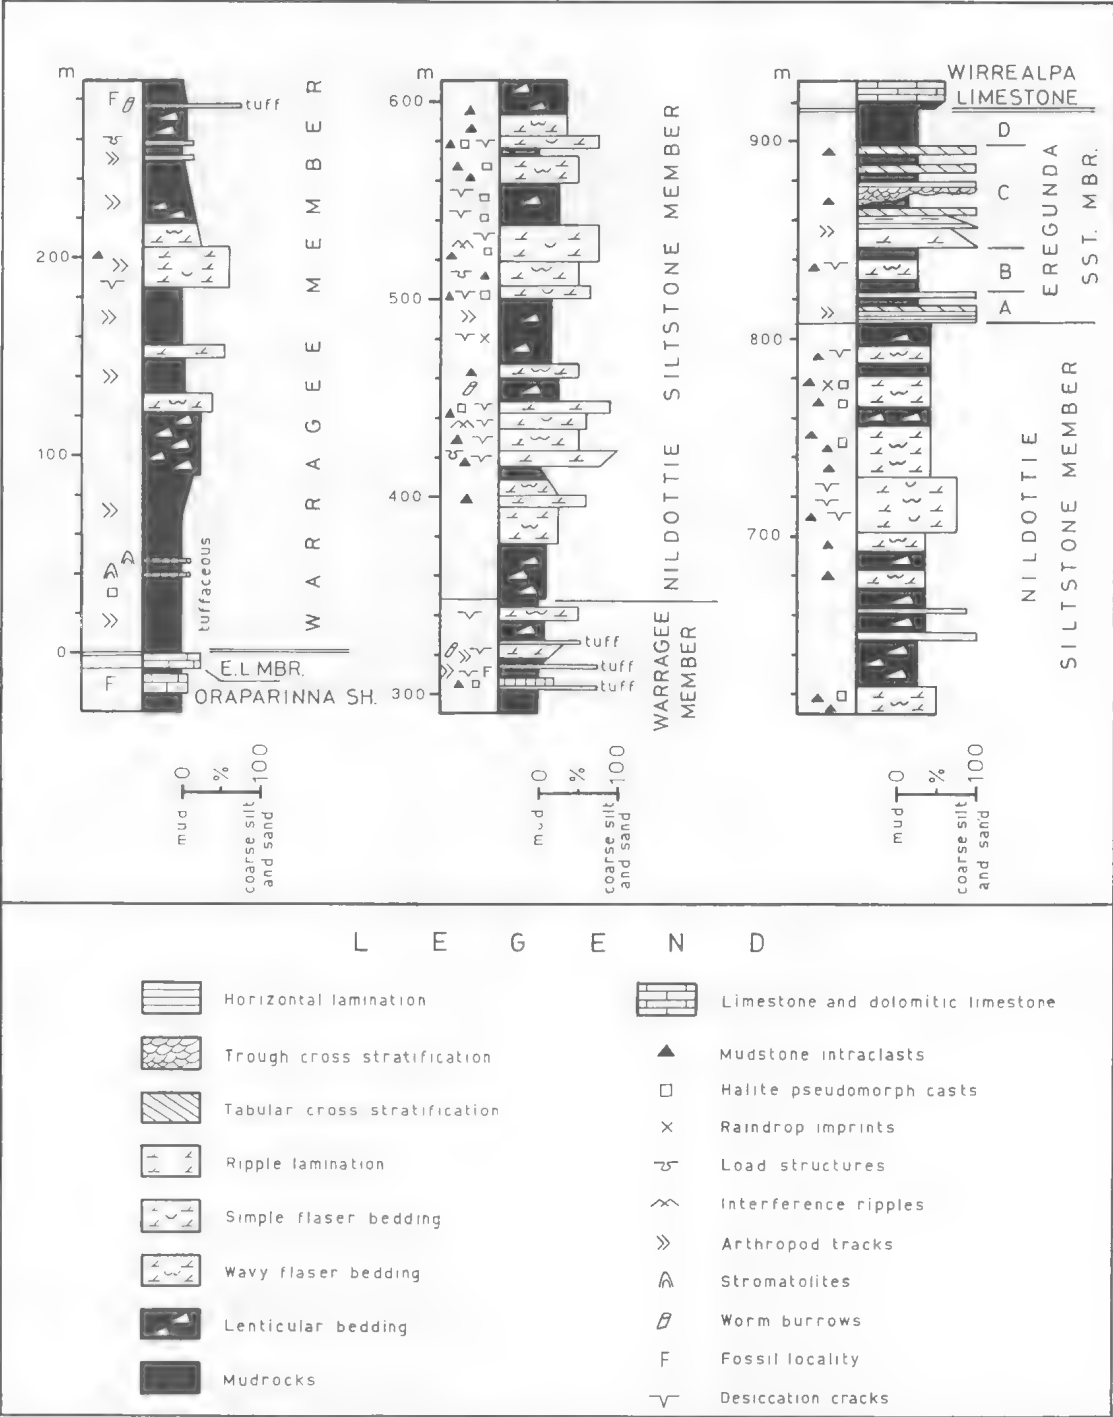 m
F
tuff
200
100
0
tuffaceous
WARRAGEE MEMBER
E.L MBR.
F
ORAPARINNA SH.
m
600
500
400
300
NILDOTTIE SILTSTONE MEMBER
WARRAGEE
MEMBER
tuff
tuff
F
tuff
m
WIRREALPA
LIMESTONE
900
800
700
D
C
B
A
EREGUNDA
SST. MBR.
NILDOTTIE
SILTSTONE MEMBER
0 % 100
mud
coarse silt
and sand
0 % 100
mud
coarse silt
and sand
0 % 100
mud
coarse silt
and sand
LEGEND
Horizontal lamination
Trough cross stratification
Tabular cross stratification
Ripple lamination
Simple flaser bedding
Wavy flaser bedding
Lenticular bedding
Mudrocks
Limestone and dolomitic limestone
Mudstone intraclasts
Halite pseudomorph casts
Raindrop imprints
Load structures
Interference ripples
Arthropod tracks
Stromatolites
Worm burrows
F Fossil locality
Desiccation cracks